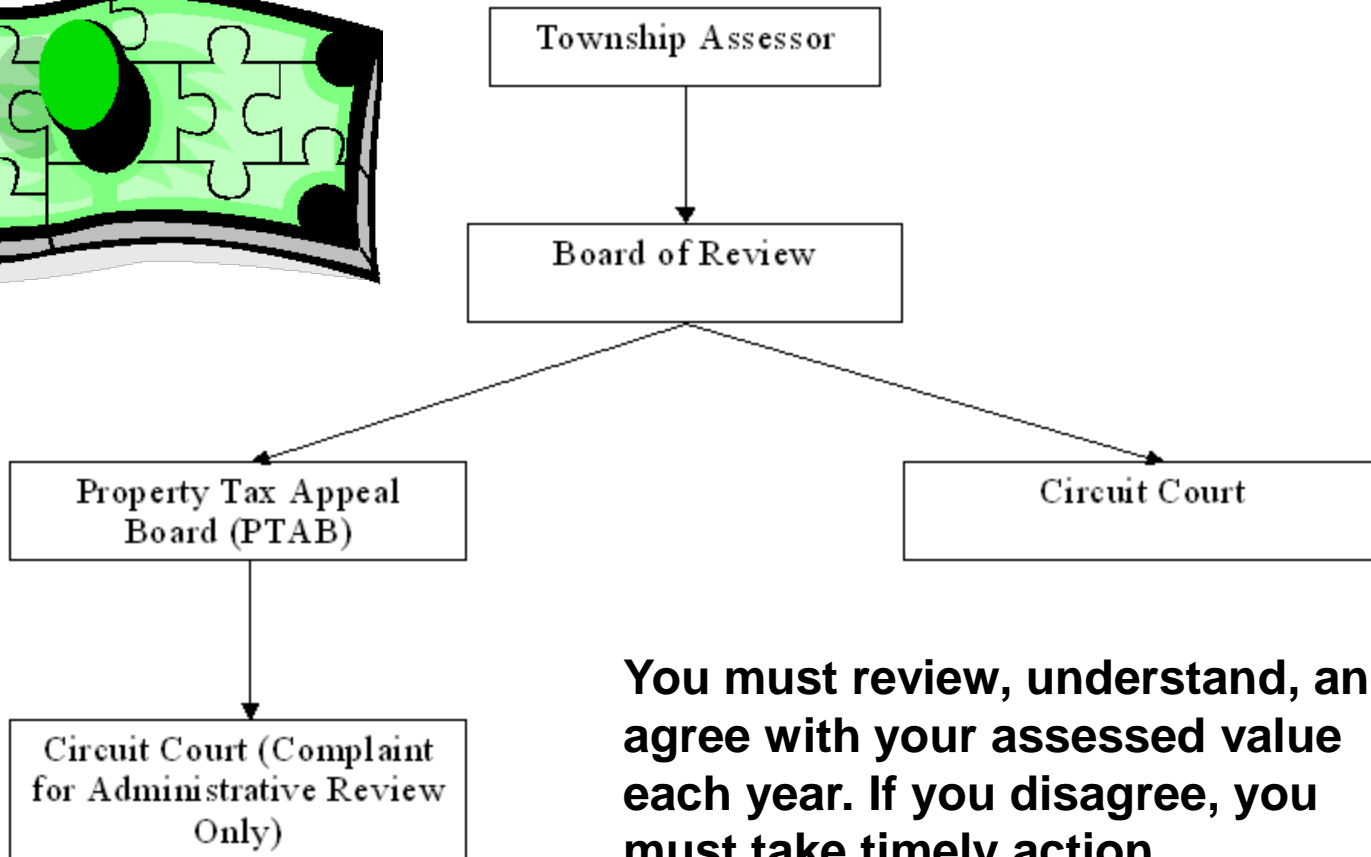 Township Assessor
Board of Review
Property Tax Appeal
Board (PTAB)
Circuit Court
Circuit Court (Complaint
for Administrative Review
Only)
You must review, understand, an
agree with your assessed value
each year. If you disagree, you
must take timely action